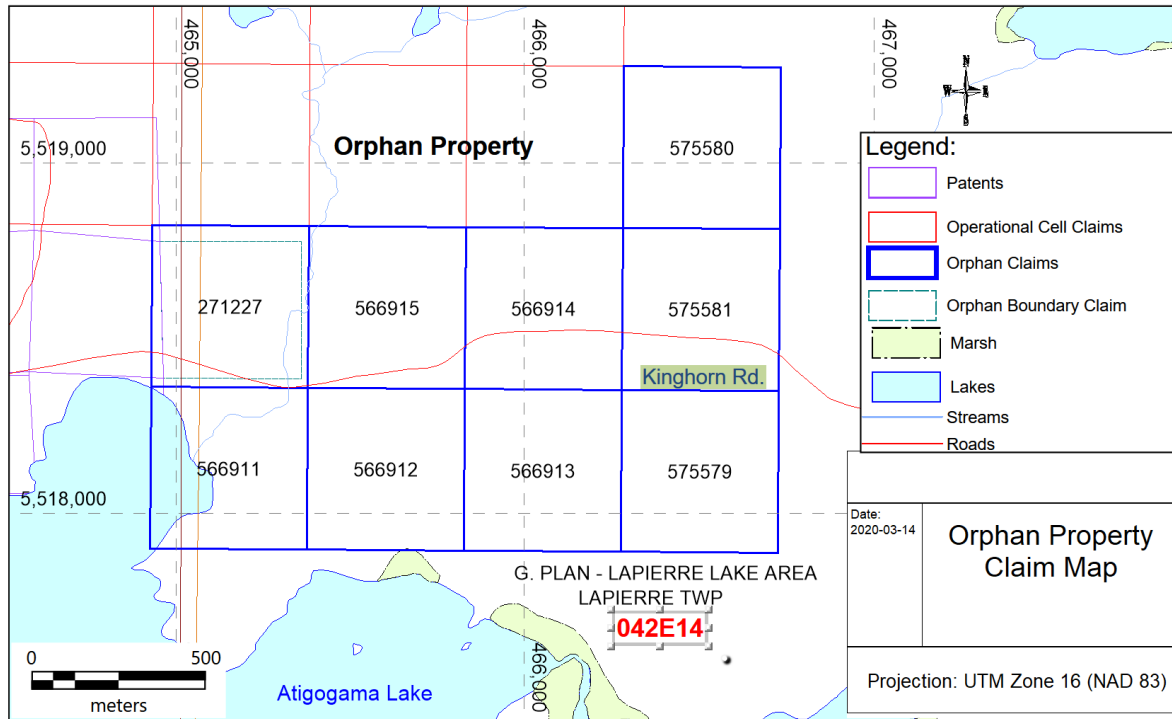 465,000
466,000
467,000
N
W
E
S
5,519,000
Orphan Property
575580
Legend:
Patents
Operational Cell Claims
Orphan Claims
Orphan Boundary Claim
Marsh
Lakes
Streams
Roads
271227
566915
566914
575581
Kinghorn Rd.
566911
566912
566913
575579
5,518,000
Date:
2020-03-14
Orphan Property
Claim Map
G. PLAN - LAPIERRE LAKE AREA
LAPIERRE TWP
042E14
0
500
meters
466,000
Atigogama Lake
Projection: UTM Zone 16 (NAD 83)